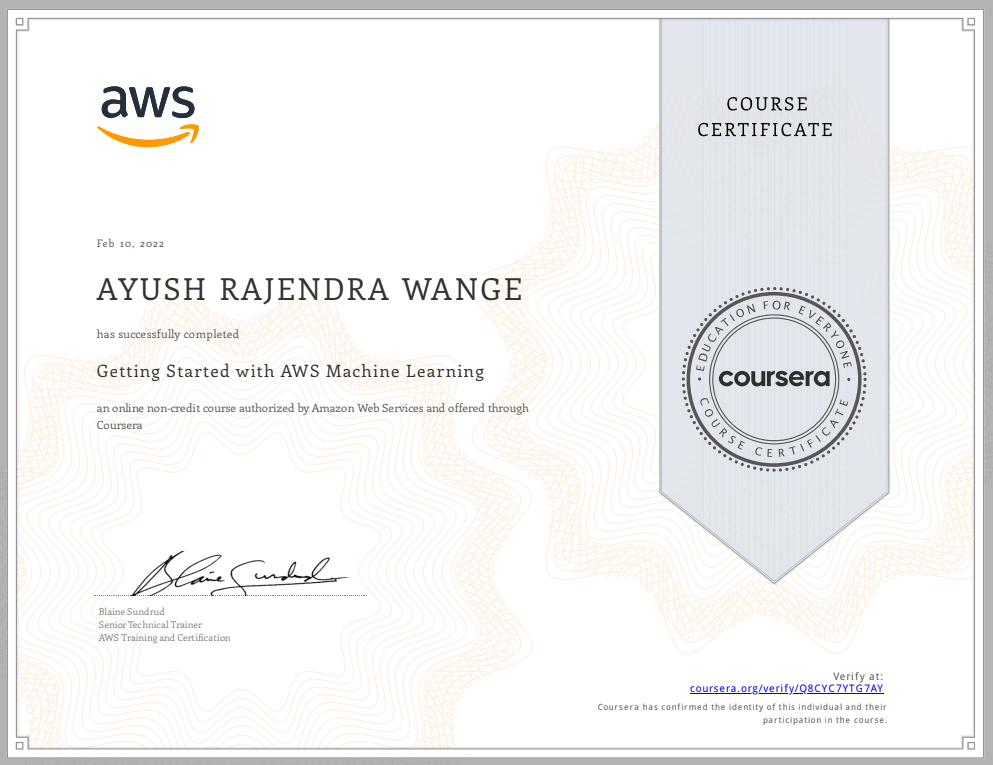 aws
COURSE
CERTIFICATE
Feb 10, 2022
AYUSH RAJENDRA WANGE
has successfully completed
Getting Started with AWS Machine Learning
an online non-credit course authorized by Amazon Web Services and offered through
Coursera
EDUCATION FOR EVERYONE
coursera
COURSE CERTIFICATE
Blaine Sundrud
Blaine Sundrud
Senior Technical Trainer
AWS Training and Certification
Verify at:
coursera.org/verify/Q8CYC7YTG7AY
Coursera has confirmed the identity of this individual and their
participation in the course.